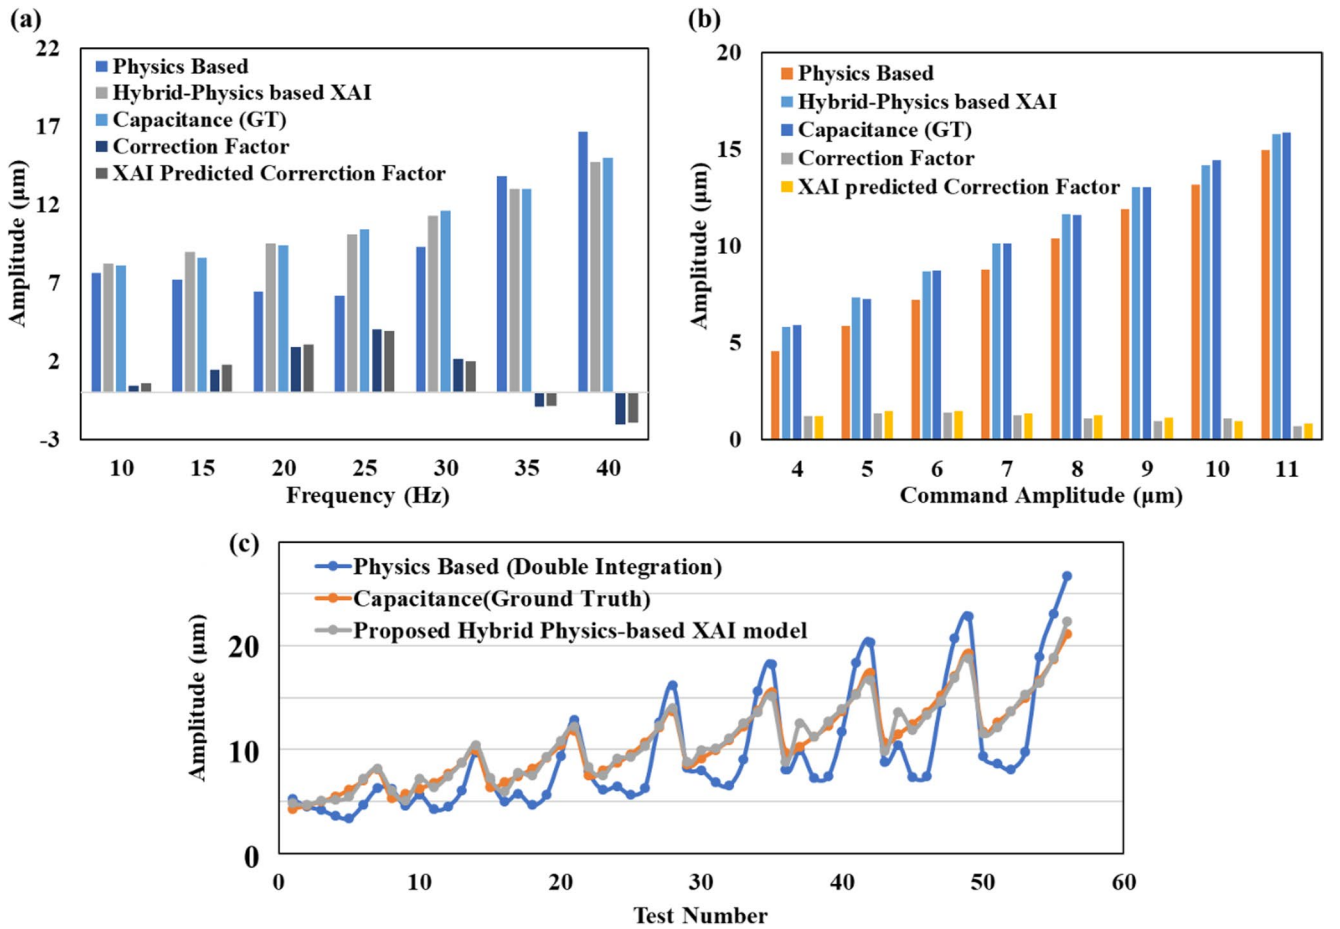 (a)
22
17
12
7
2
-3
Amplitude (μm)
Physics Based
Hybrid-Physics based XAI
Capacitance (GT)
Correction Factor
XAI Predicted Correrction Factor
10 15 20 25 30 35 40
Frequency (Hz)
(b)
20
15
10
5
0
Amplitude (μm)
Physics Based
Hybrid-Physics based XAI
Capacitance (GT)
Correction Factor
XAI predicted Correction Factor
4 5 6 7 8 9 10 11
Command Amplitude (μm)
(c)
Physics Based (Double Integration)
Capacitance(Ground Truth)
Proposed Hybrid Physics-based XAI model
20
10
0
Amplitude (μm)
0 10 20 30 40 50 60
Test Number